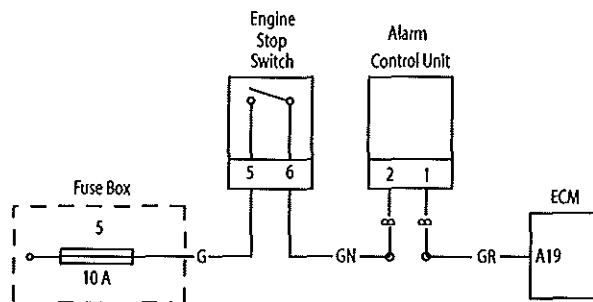 Engine
Stop
Switch
Alarm
Control Unit
5 6
2 1
Fuse Box
5
10 A
G
GN
B
B
GR
ECM
A19